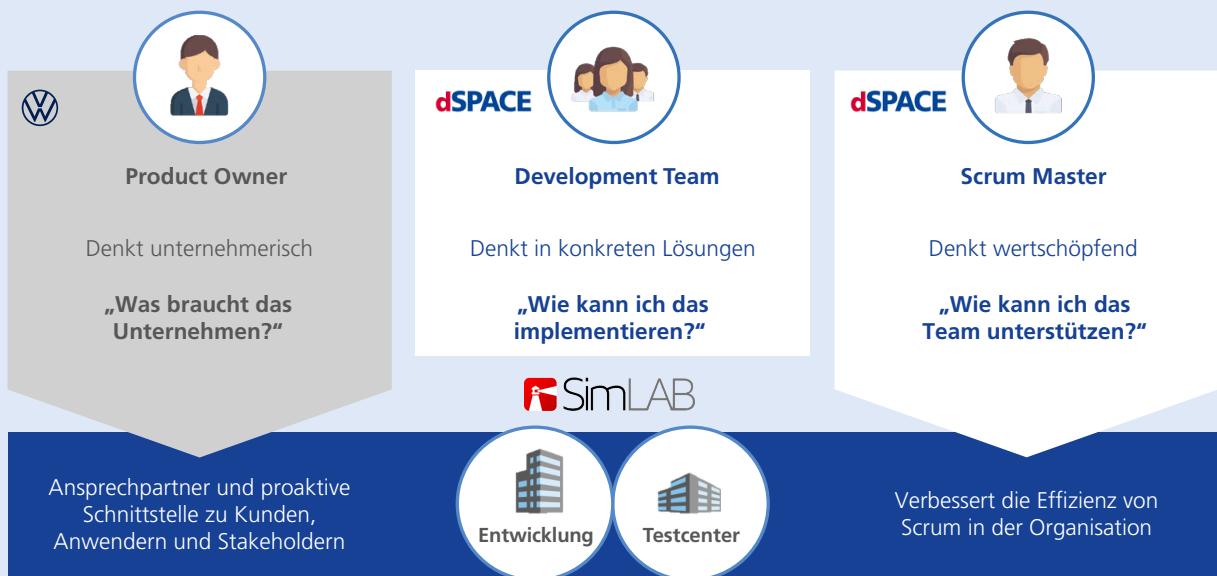 dSPACE
dSPACE
Product Owner
Denkt unternehmerisch
„Was braucht das
Unternehmen?“
Development Team
Denkt in konkreten Lösungen
„Wie kann ich das
implementieren?“
Scrum Master
Denkt wertschöpfend
„Wie kann ich das
Team unterstützen?“
SimLAB
Ansprechpartner und proaktive
Schnittstelle zu Kunden,
Anwendern und Stakeholdern
Entwicklung
Testcenter
Verbessert die Effizienz von
Scrum in der Organisation